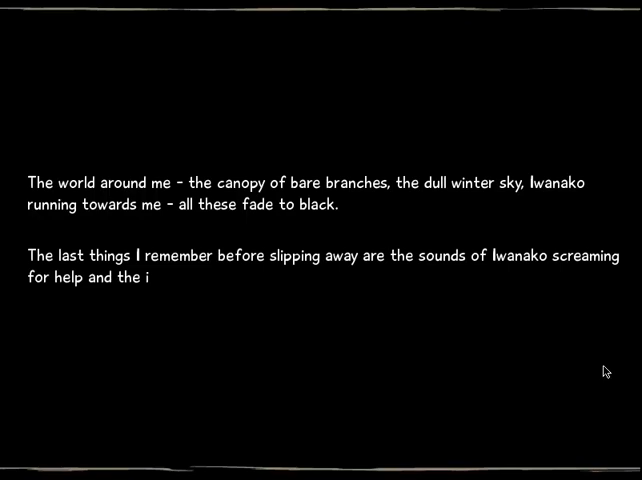 The world around me - the canopy of bare branches, the dull winter sky, Iwanako
running towards me - all these fade to black.
The last things I remember before slipping away are the sounds of Iwanako screaming
for help and the i